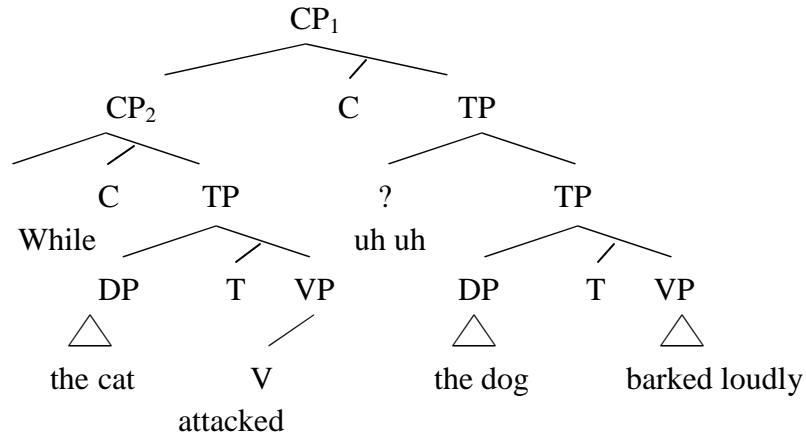 CP₁
CP₂ C TP
C TP ? TP
While uh uh
DP T VP DP T VP
the cat V the dog barked loudly
attacked